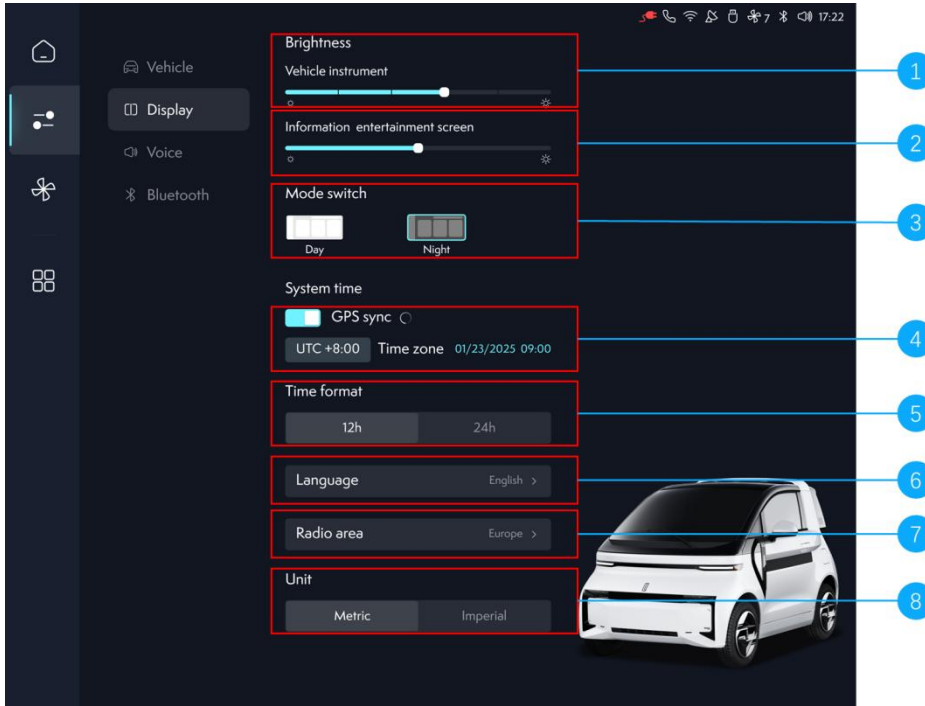 7 17:22
Brightness
Vehicle instrument
1
Vehicle
Display
Information entertainment screen
2
Voice
Bluetooth
Mode switch
Day Night
3
System time
GPS sync
UTC +8:00 Time zone 01/23/2025 09:00
4
Time format
12h 24h
5
Language English >
6
Radio area Europe >
7
Unit
Metric Imperial
8